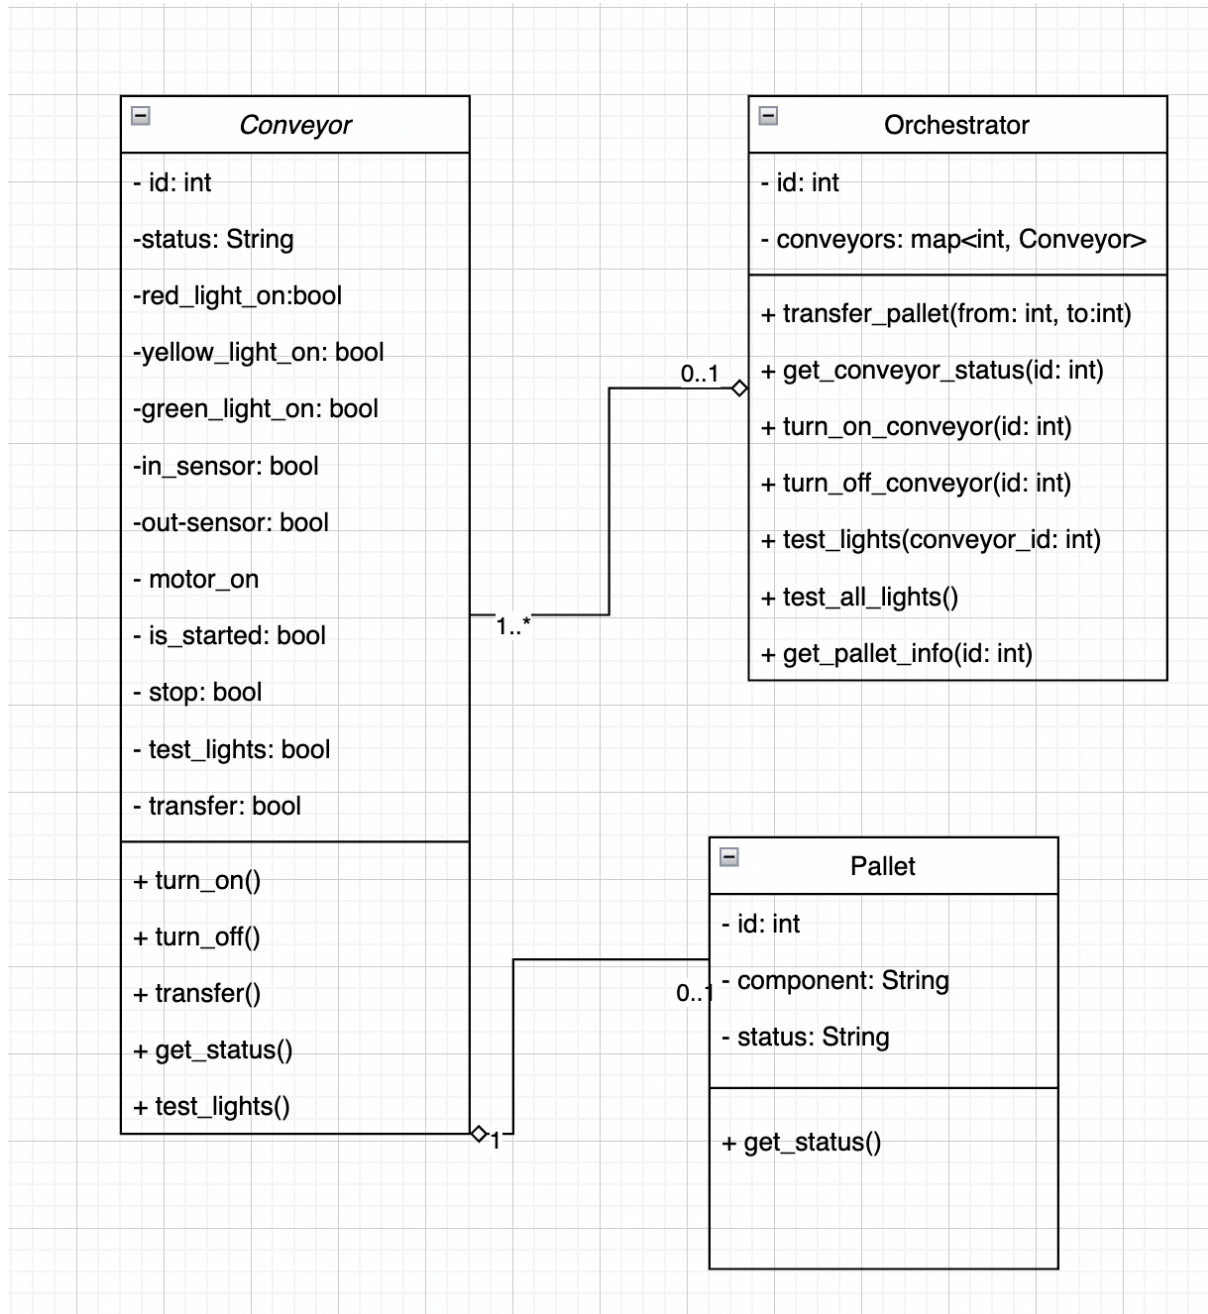 Conveyor
- id: int
-status: String
-red_light_on:bool
-yellow_light_on: bool
-green_light_on: bool
-in_sensor: bool
-out-sensor: bool
- motor_on
- is_started: bool
- stop: bool
- test_lights: bool
- transfer: bool
+ turn_on()
+ turn_off()
+ transfer()
+ get_status()
+ test_lights()
1..*
0..1
Orchestrator
- id: int
- conveyors: map<int, Conveyor>
+ transfer_pallet(from: int, to:int)
+ get_conveyor_status(id: int)
+ turn_on_conveyor(id: int)
+ turn_off_conveyor(id: int)
+ test_lights(conveyor_id: int)
+ test_all_lights()
+ get_pallet_info(id: int)
1
0..1
Pallet
- id: int
- component: String
- status: String
+ get_status()